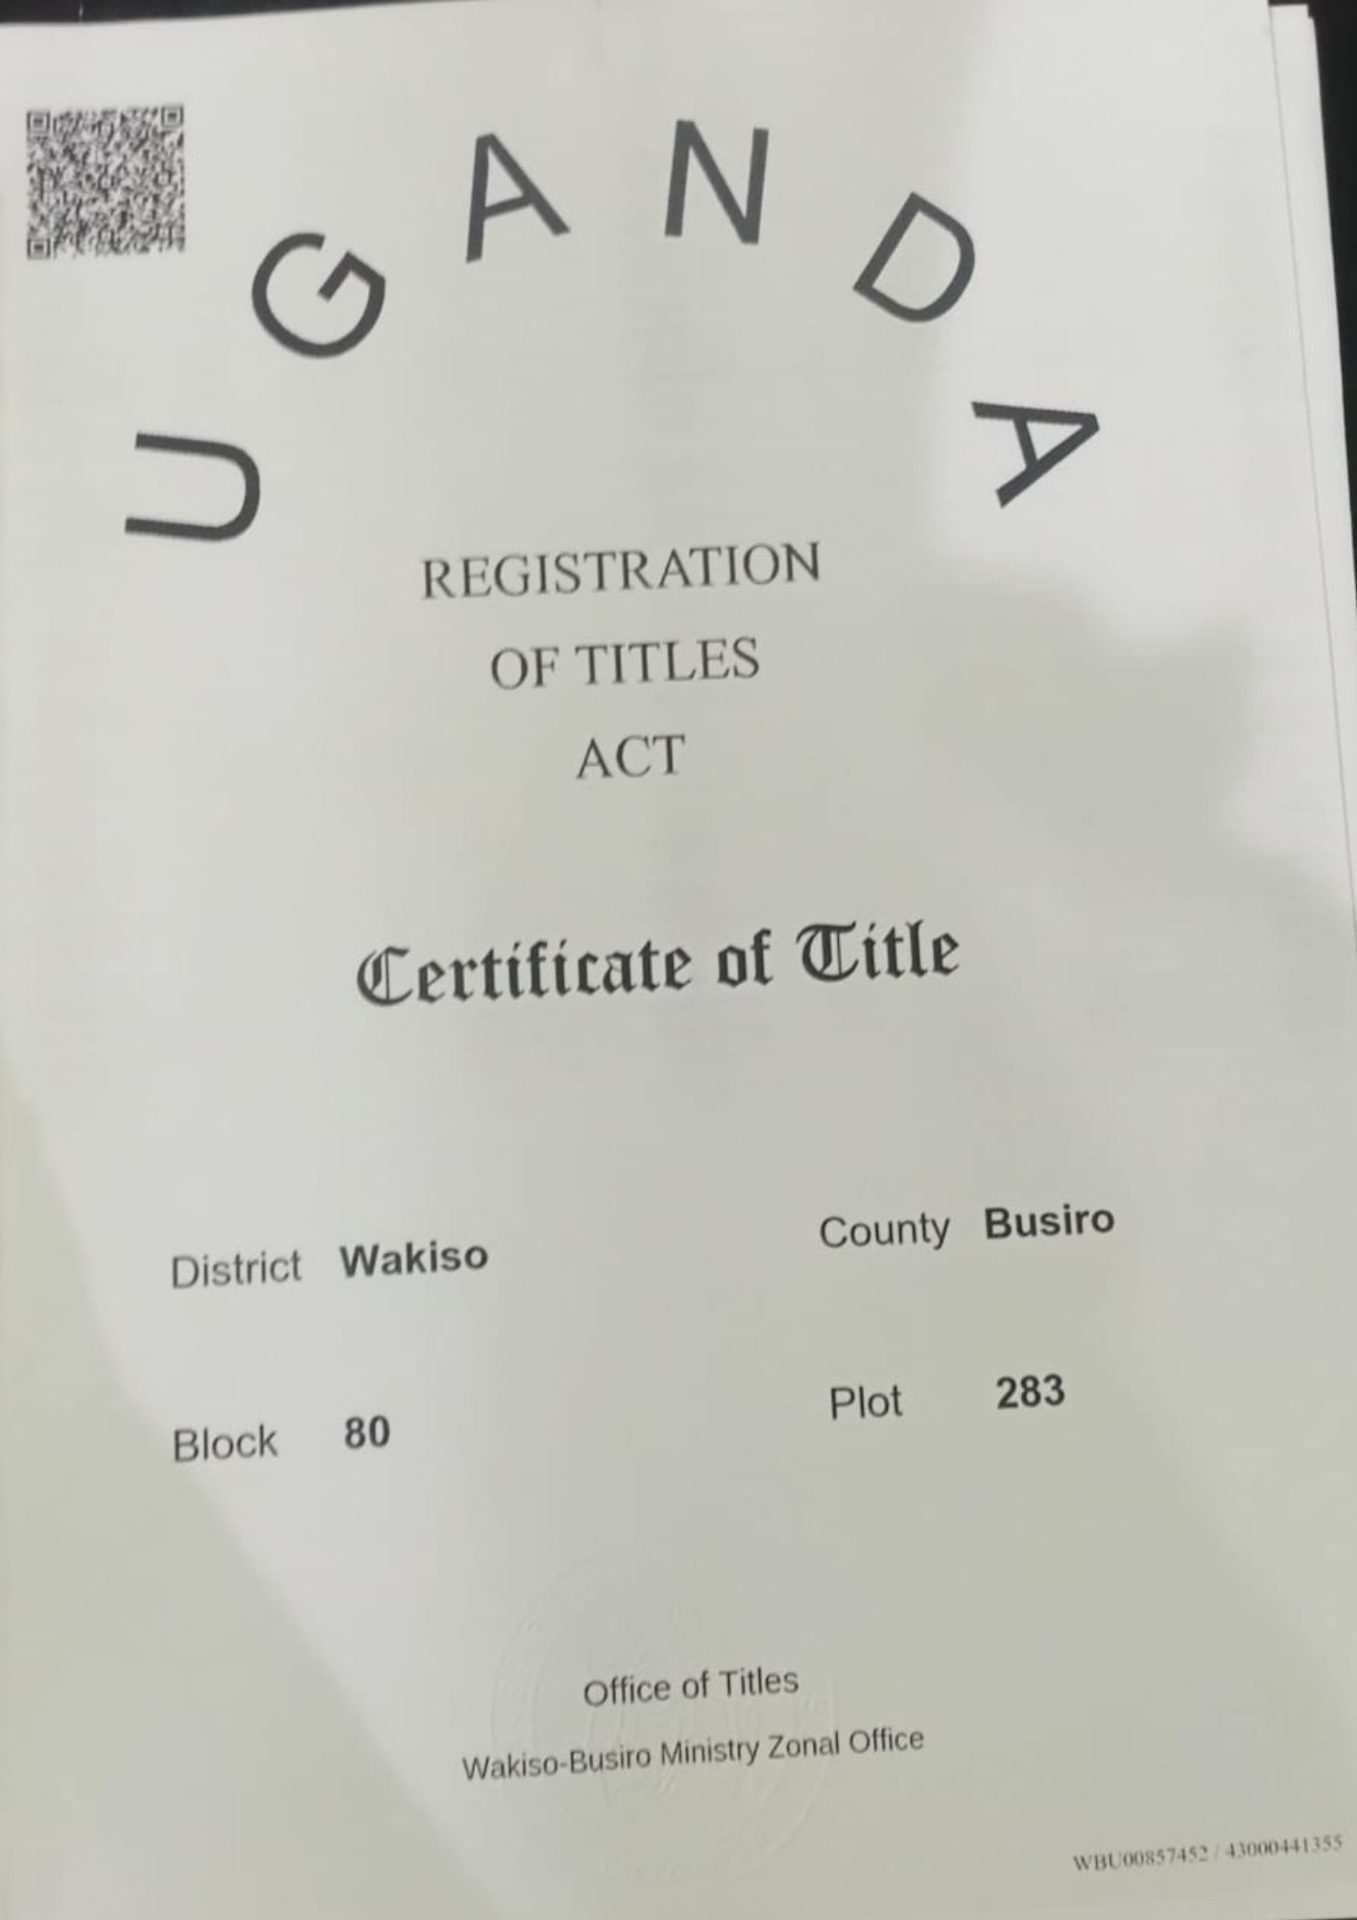 UGANDA
REGISTRATION
OF TITLES
ACT
Certificate of Title
District Wakiso County Busiro
Block 80 Plot 283
Office of Titles
Wakiso-Busiro Ministry Zonal Office
WBU00857452 / 43000441355